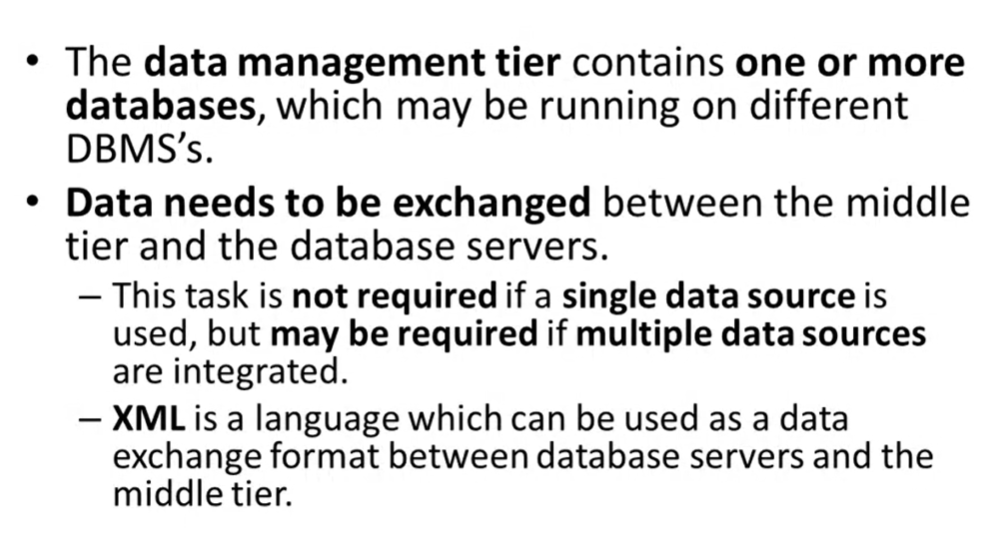 • The data management tier contains one or more
databases, which may be running on different
DBMS’s.
• Data needs to be exchanged between the middle
tier and the database servers.
– This task is not required if a single data source is
used, but may be required if multiple data sources
are integrated.
– XML is a language which can be used as a data
exchange format between database servers and the
middle tier.